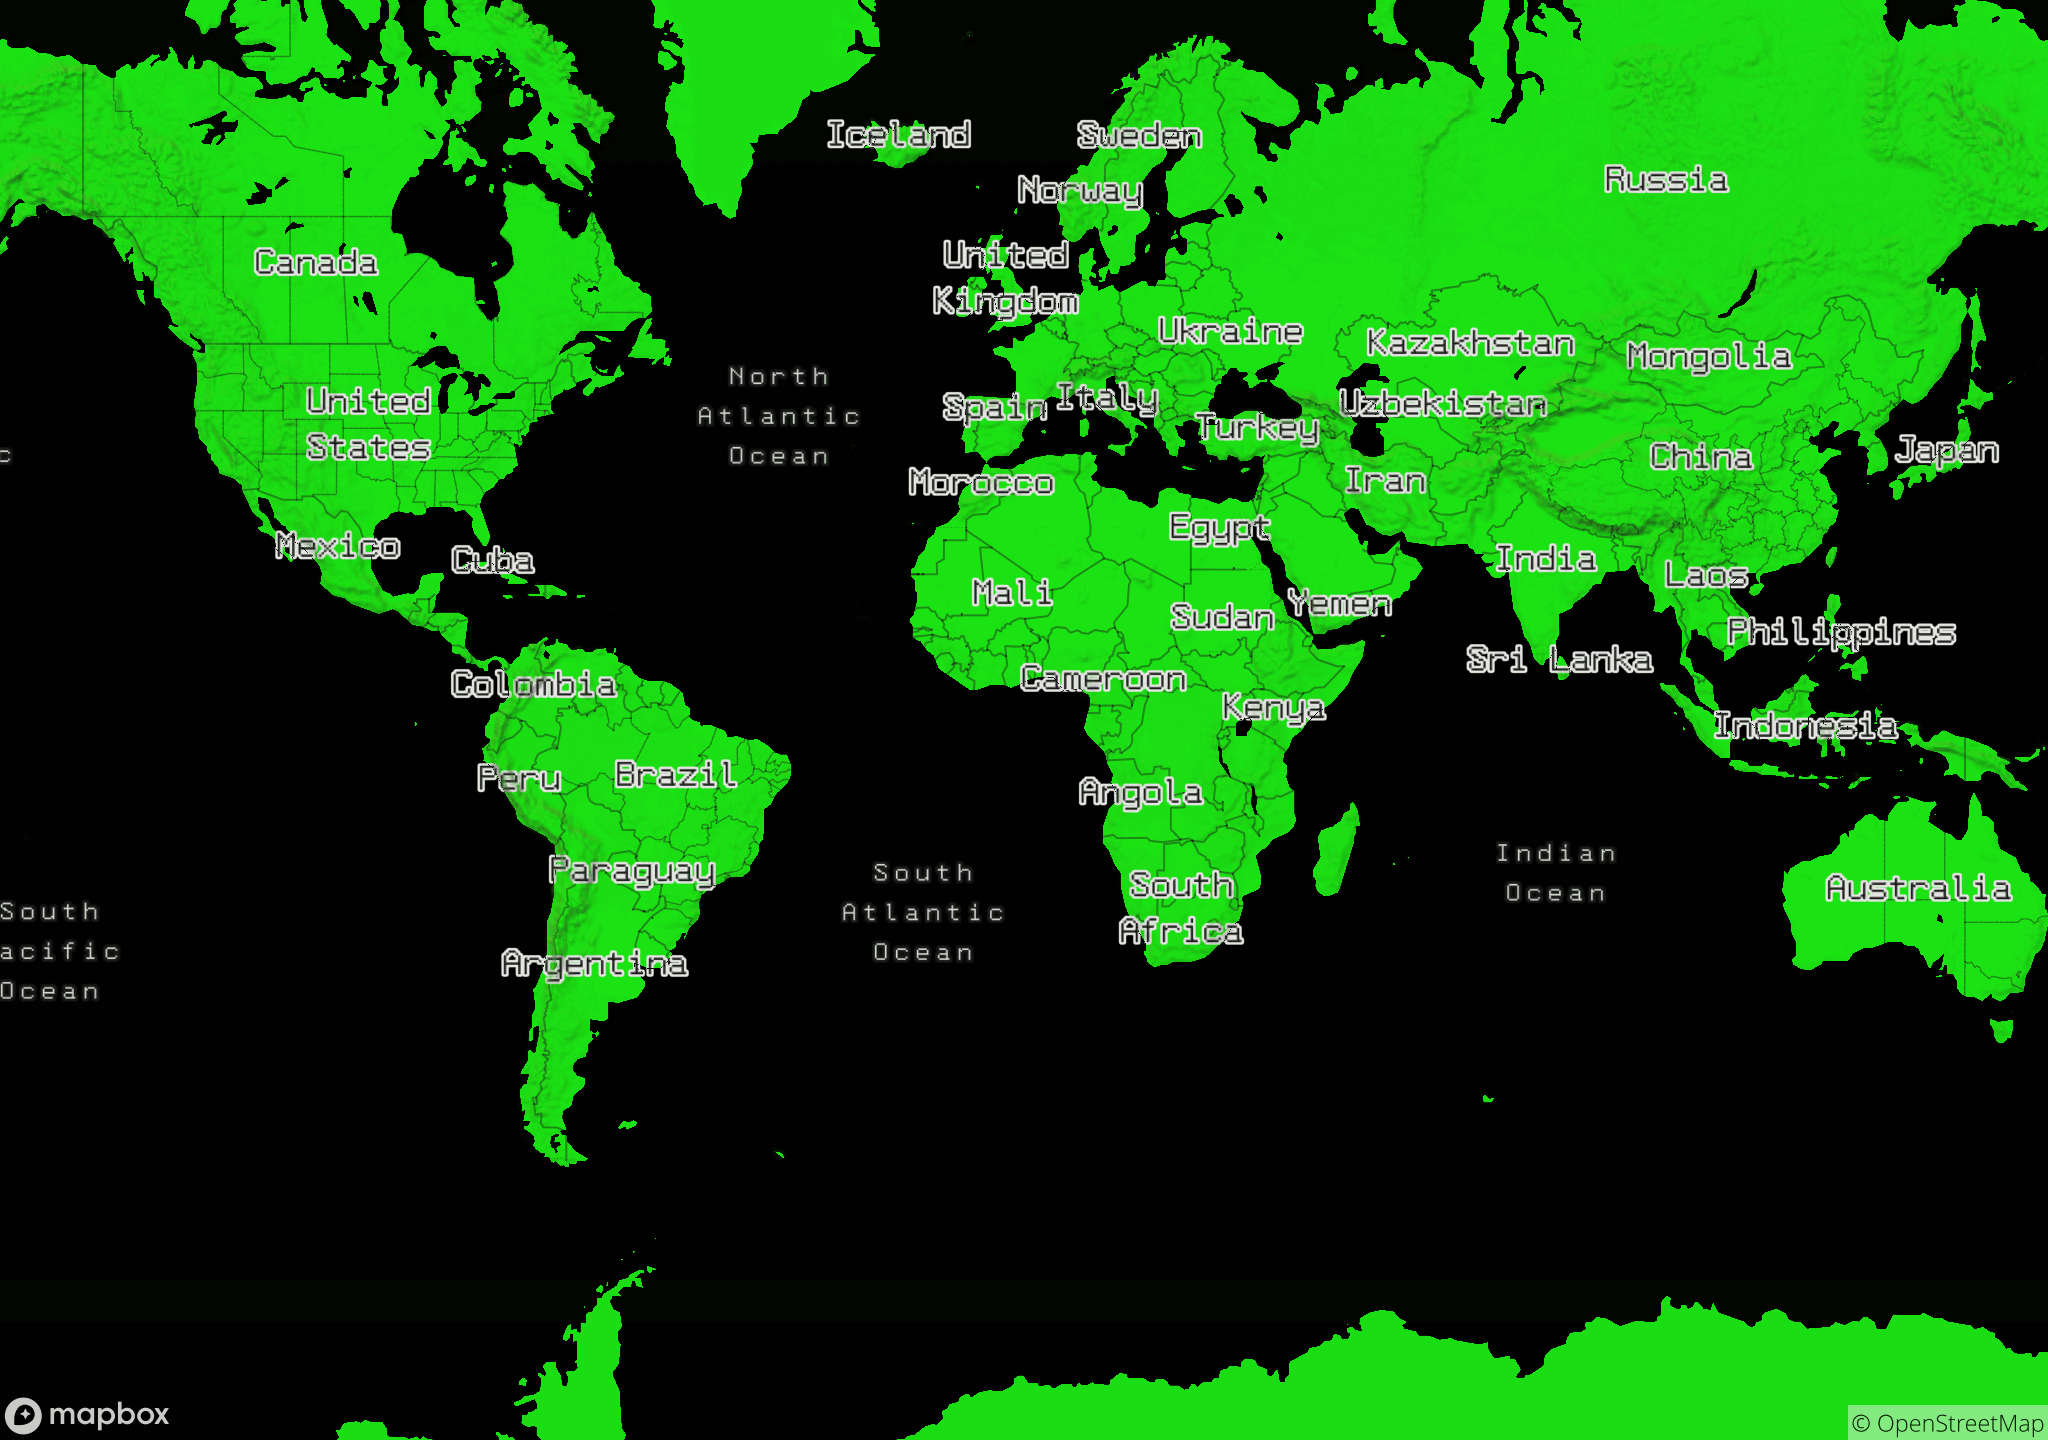 Iceland
Sweden
Norway
Russia
United
Kingdom
Canada
Ukraine
Kazakhstan
Mongolia
North
Atlantic
Ocean
United
States
Spain
Italy
Uzbekistan
Turkey
China
Japan
c
Morocco
Iran
Egypt
Mexico
Cuba
India
Laos
Mali
Yemen
Sudan
Philippines
Sri Lanka
Colombia
Cameroon
Kenya
Indonesia
Peru
Brazil
Angola
Indian
Ocean
Paraguay
South
Atlantic
Ocean
South
Africa
Australia
South
acific
Ocean
Argentina
mapbox
© OpenStreetMap